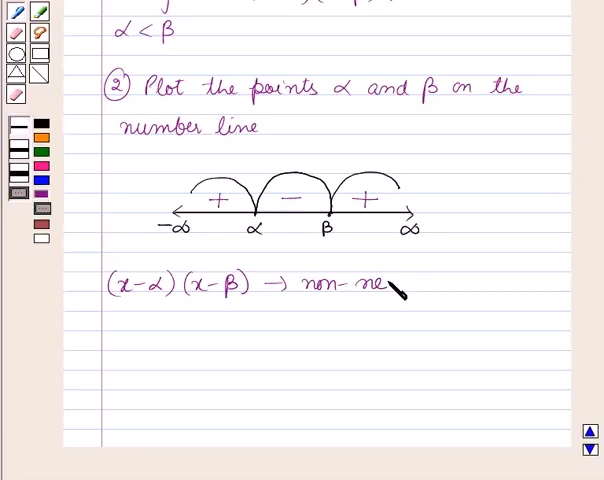 α < β
② Plot the points α and β on the
number line
+ − +
-∞ α β ∞
(x-α)(x-β) → non-ne